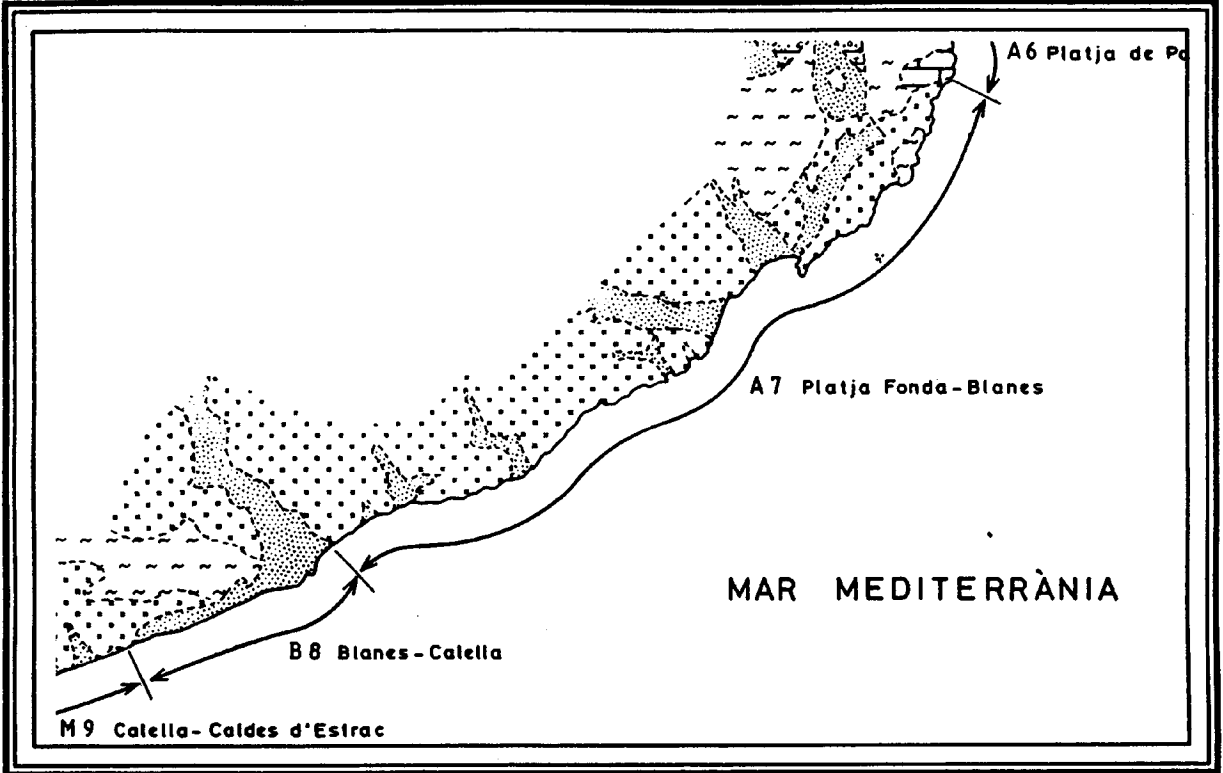 A6 Platja de Pa
A7 Platja Fonda-Blanes
MAR MEDITERRÀNIA
B8 Blanes-Calella
M9 Calella-Caldes d'Estrac